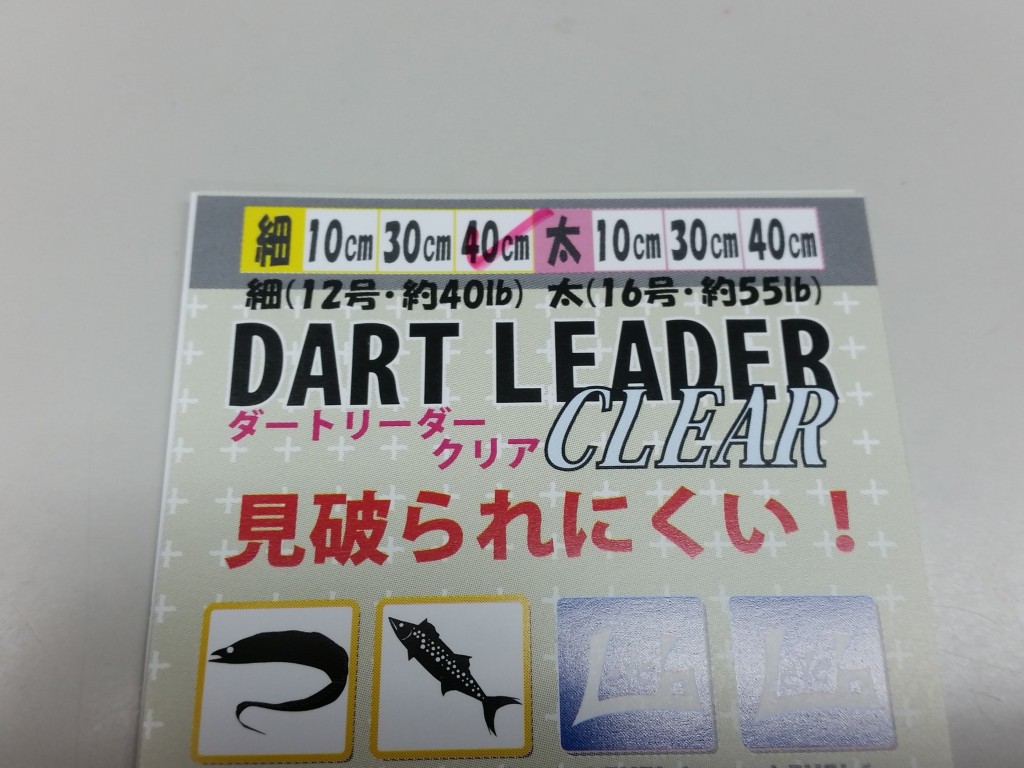 細 10cm 30cm 40cm 太 10cm 30cm 40cm
細(12号・約40lb) 太(16号・約55lb)
DART LEADER
ダートリーダー
クリア CLEAR
見破られにくい！